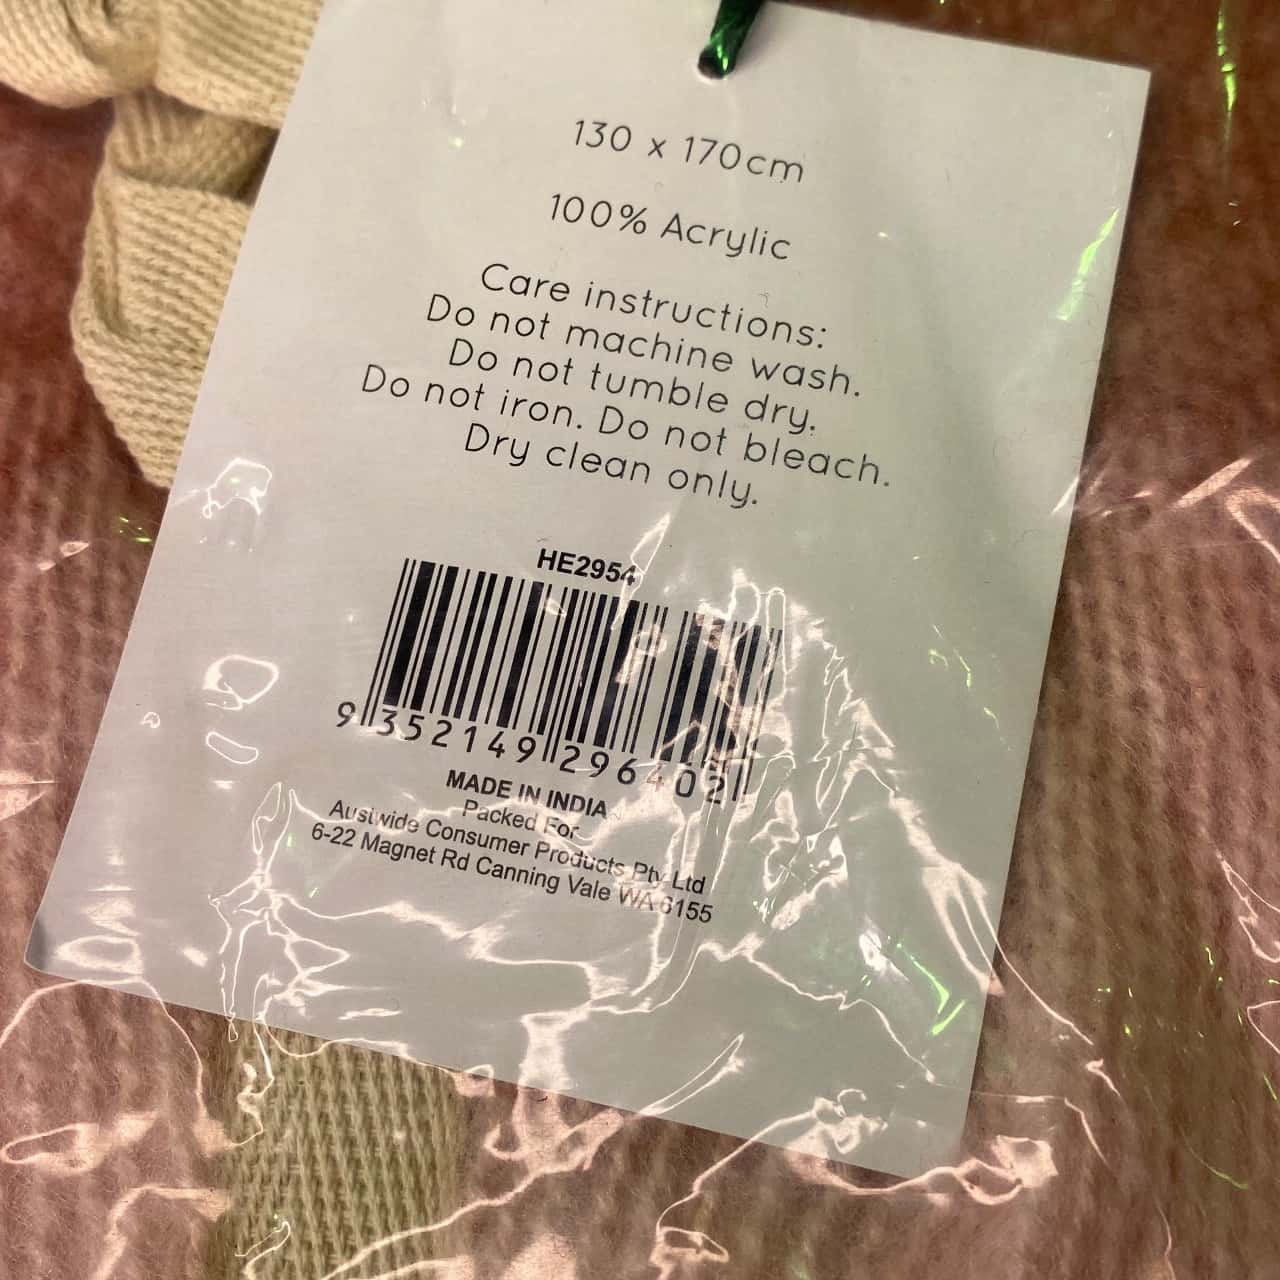 130 x 170cm
100% Acrylic
Care instructions:
Do not machine wash.
Do not tumble dry.
Do not iron. Do not bleach.
Dry clean only.
HE2954
9 352149 296402
MADE IN INDIA
Packed For
Austwide Consumer Products Pty Ltd
6-22 Magnet Rd Canning Vale WA 6155